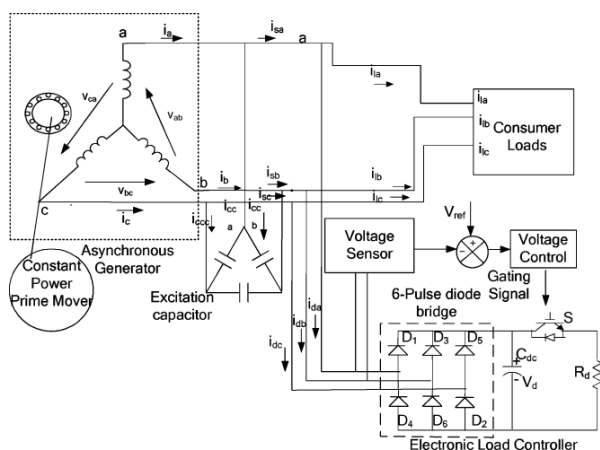 a
i_a
i_sa
a
v_ca
v_ab
i_la
i_la
i_lb
i_lc
Consumer
Loads
v_bc
b
i_b
i_sb
i_sc
i_lb
i_lc
c
i_c
i_cc
i_cc
i_ccc
a
b
Asynchronous
Generator
Constant
Power
Prime Mover
Excitation
capacitor
Voltage
Sensor
V_ref
+
-
Voltage
Control
Gating
Signal
6-Pulse diode
bridge
i_da
i_db
i_dc
D_1
D_3
D_5
S
+
C_dc
-
V_d
R_d
D_4
D_6
D_2
Electronic Load Controller